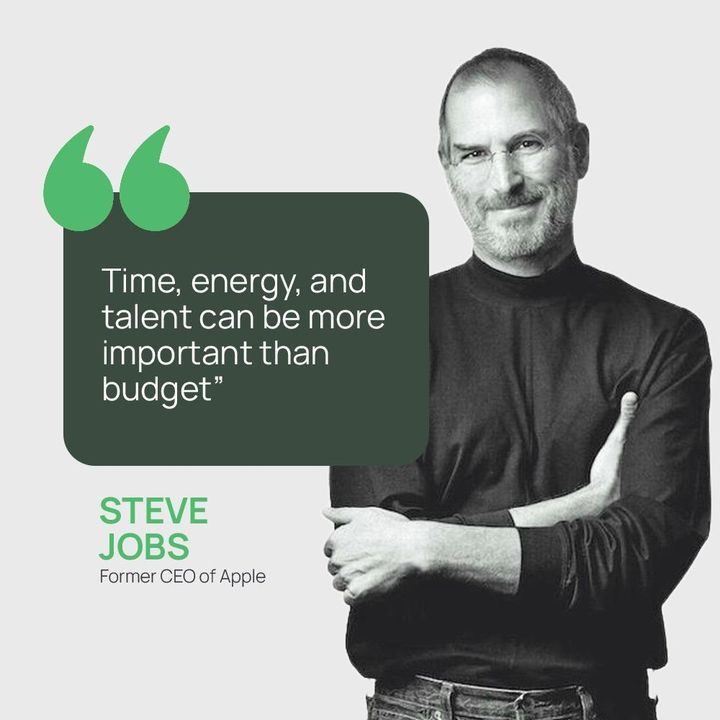 Time, energy, and
talent can be more
important than
budget”
STEVE
JOBS
Former CEO of Apple